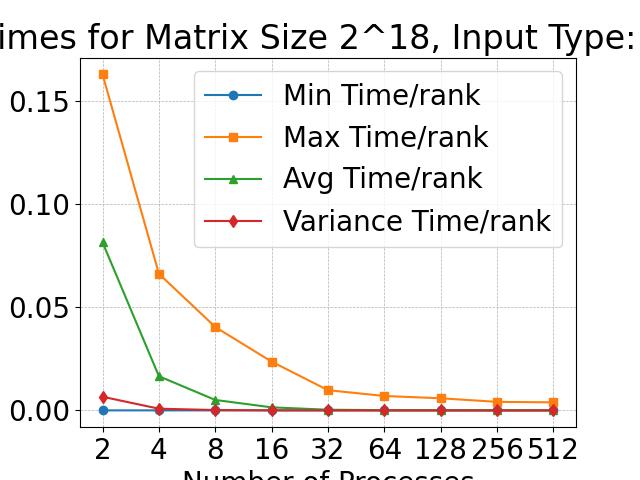 imes for Matrix Size 2^18, Input Type:
0.15
0.10
0.05
0.00
Min Time/rank
Max Time/rank
Avg Time/rank
Variance Time/rank
2 4 8 16 32 64 128 256 512
Number of Processes